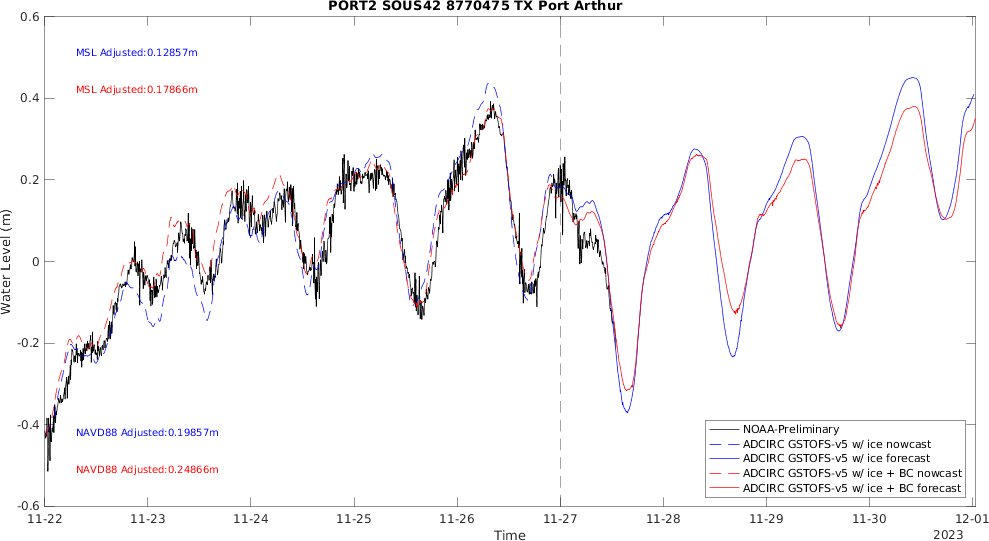 PORT2 SOUS42 8770475 TX Port Arthur
0.6
0.4
0.2
0
-0.2
-0.4
-0.6
Water Level (m)
MSL Adjusted:0.12857m
MSL Adjusted:0.17866m
NAVD88 Adjusted:0.19857m
NAVD88 Adjusted:0.24866m
NOAA-Preliminary
ADCIRC GSTOFS-v5 w/ ice nowcast
ADCIRC GSTOFS-v5 w/ ice forecast
ADCIRC GSTOFS-v5 w/ ice + BC nowcast
ADCIRC GSTOFS-v5 w/ ice + BC forecast
11-22 11-23 11-24 11-25 11-26 11-27 11-28 11-29 11-30 12-01
Time
2023